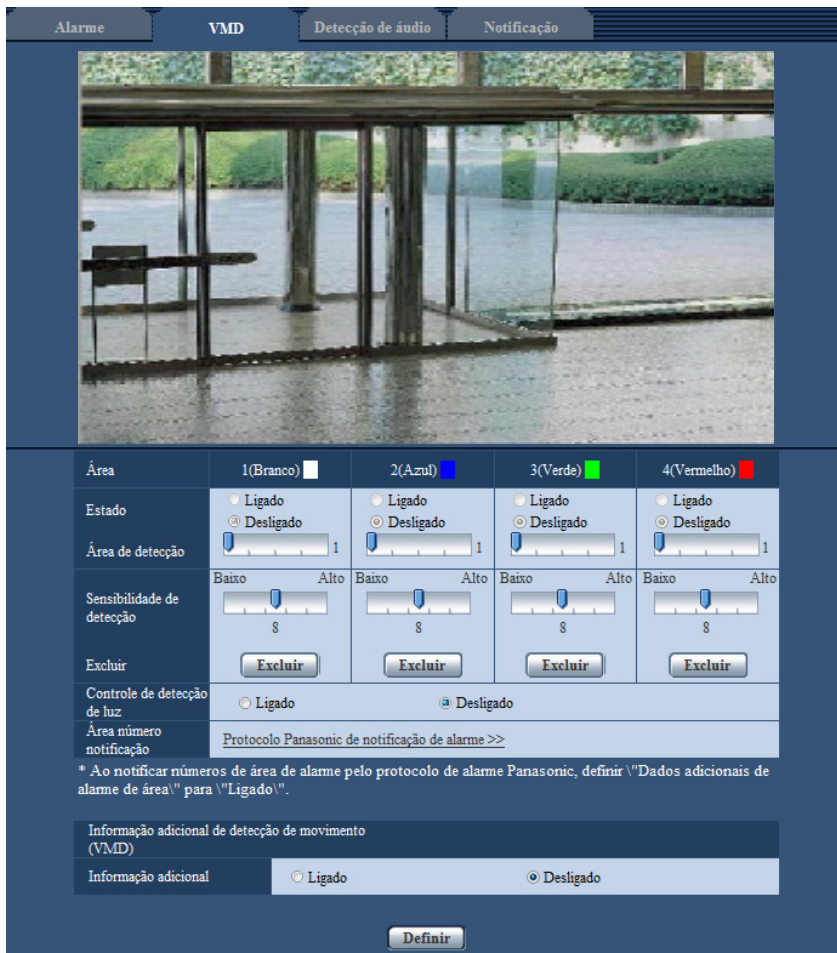 Alarme VMD Detecção de áudio Notificação
Área 1(Branco) 2(Azul) 3(Verde) 4(Vermelho)
Estado
Ligado Ligado Ligado Ligado
Desligado Desligado Desligado Desligado
Área de detecção 1 1 1 1
Baixo Alto Baixo Alto Baixo Alto Baixo Alto
Sensibilidade de
detecção
8 8 8 8
Excluir Excluir Excluir Excluir Excluir
Controle de detecção
de luz
Ligado Desligado
Área número
notificação
Protocolo Panasonic de notificação de alarme >>
* Ao notificar números de área de alarme pelo protocolo de alarme Panasonic, definir \"Dados adicionais de
alarme de área\" para \"Ligado\".
Informação adicional de detecção de movimento
(VMD)
Informação adicional Ligado Desligado
Definir